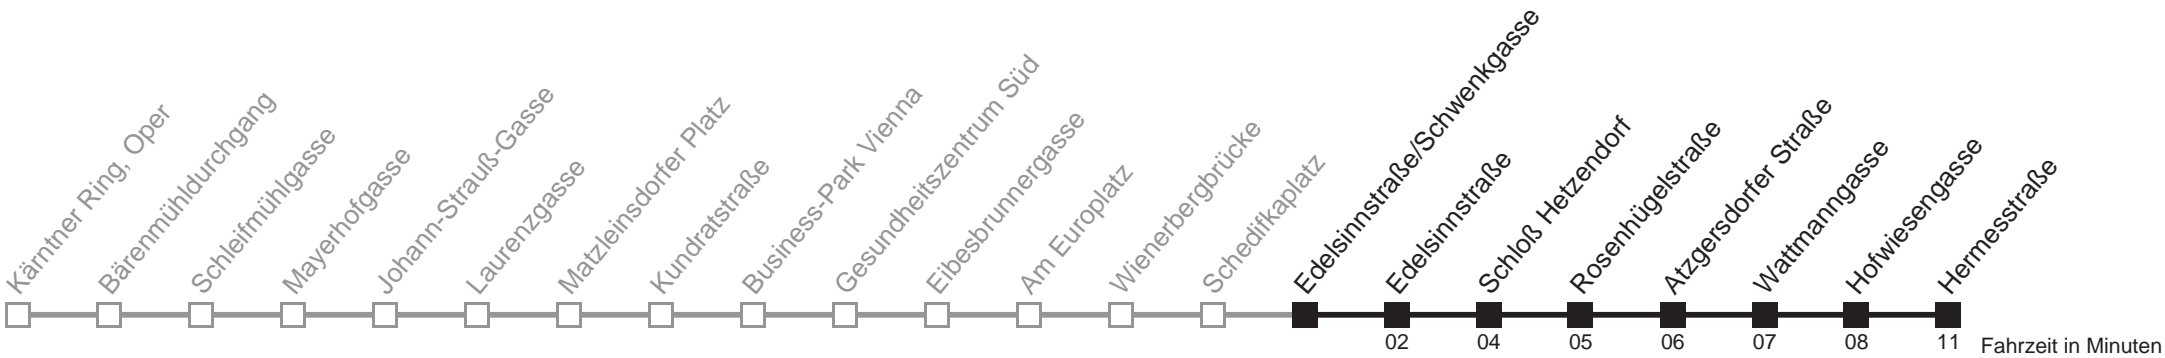 Kärntner Ring, Oper
Bärenmühldurchgang
Schleifmühlgasse
Mayerhofgasse
Johann-Strauß-Gasse
Laurenzgasse
Matzleinsdorfer Platz
Kundratstraße
Business-Park Vienna
Gesundheitszentrum Süd
Eibesbrunnergasse
Am Europlatz
Wienerbergbrücke
Schedifkaplatz
Edelsinnstraße/Schwenkgasse
Edelsinnstraße
Schloß Hetzendorf
Rosenhügelstraße
Atzgersdorfer Straße
Wattmanngasse
Hofwiesengasse
Hermesstraße
02 04 05 06 07 08 11 Fahrzeit in Minuten